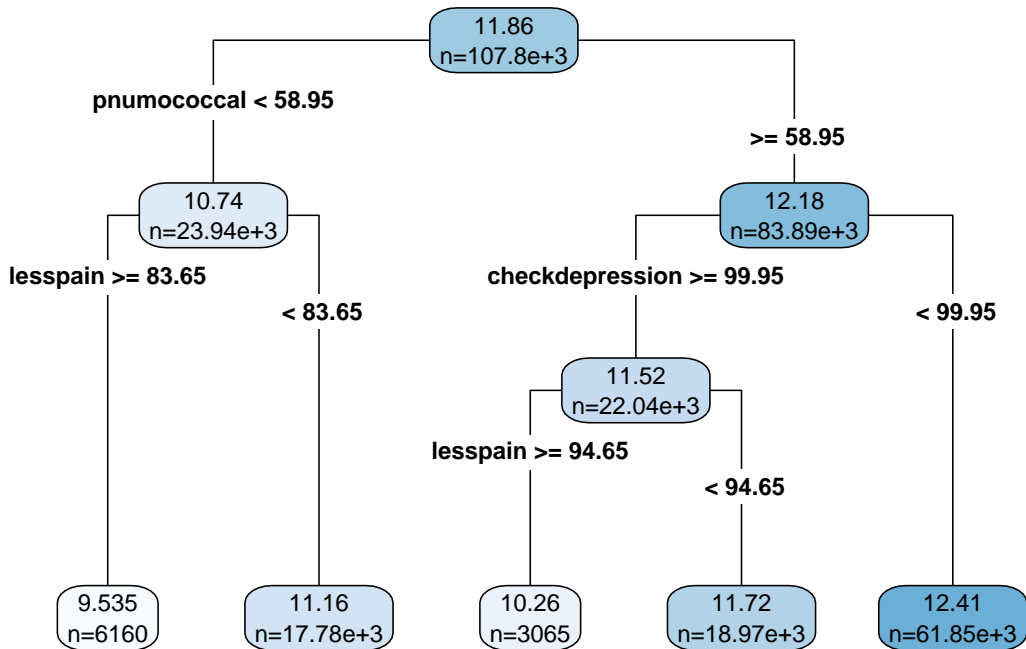 11.86
n=107.8e+3
pnumococcal < 58.95
>= 58.95
10.74
n=23.94e+3
12.18
n=83.89e+3
lesspain >= 83.65
< 83.65
checkdepression >= 99.95
< 99.95
11.52
n=22.04e+3
lesspain >= 94.65
< 94.65
9.535
n=6160
11.16
n=17.78e+3
10.26
n=3065
11.72
n=18.97e+3
12.41
n=61.85e+3